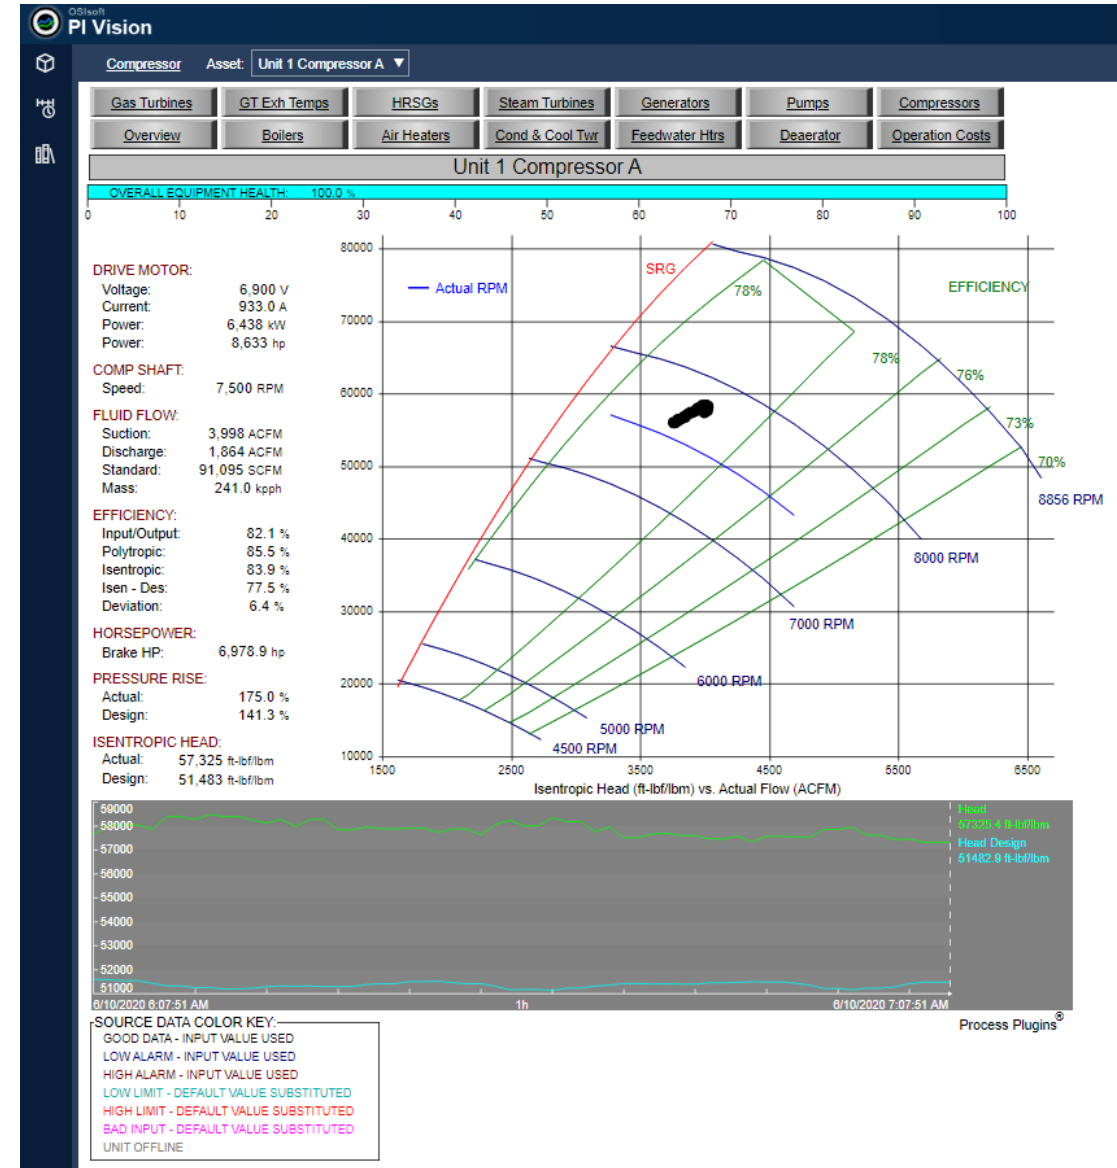 OSIsoft
PI Vision
Compressor Asset: Unit 1 Compressor A ▼
Gas Turbines GT Exh Temps HRSGs Steam Turbines Generators Pumps Compressors
Overview Boilers Air Heaters Cond & Cool Twr Feedwater Htrs Deaerator Operation Costs
Unit 1 Compressor A
OVERALL EQUIPMENT HEALTH: 100.0 %
0 10 20 30 40 50 60 70 80 90 100
DRIVE MOTOR:
Voltage: 6,900 V
Current: 933.0 A
Power: 6,438 kW
Power: 8,633 hp
COMP SHAFT:
Speed: 7,500 RPM
FLUID FLOW:
Suction: 3,998 ACFM
Discharge: 1,864 ACFM
Standard: 91,095 SCFM
Mass: 241.0 kpph
EFFICIENCY:
Input/Output: 82.1 %
Polytropic: 85.5 %
Isentropic: 83.9 %
Isen - Des: 77.5 %
Deviation: 6.4 %
HORSEPOWER:
Brake HP: 6,978.9 hp
PRESSURE RISE:
Actual: 175.0 %
Design: 141.3 %
ISENTROPIC HEAD:
Actual: 57,325 ft-lbf/lbm
Design: 51,483 ft-lbf/lbm
80000
70000
60000
50000
40000
30000
20000
10000
1500 2500 3500 4500 5500 6500
Actual RPM
SRG
78%
EFFICIENCY
78%
76%
73%
70%
8856 RPM
8000 RPM
7000 RPM
6000 RPM
5000 RPM
4500 RPM
Isentropic Head (ft-lbf/lbm) vs. Actual Flow (ACFM)
59000
58000
57000
56000
55000
54000
53000
52000
51000
Head
57325.4 ft-lbf/lbm
Head Design
51482.9 ft-lbf/lbm
6/10/2020 6:07:51 AM 1h 6/10/2020 7:07:51 AM
Process Plugins®
SOURCE DATA COLOR KEY:
GOOD DATA - INPUT VALUE USED
LOW ALARM - INPUT VALUE USED
HIGH ALARM - INPUT VALUE USED
LOW LIMIT - DEFAULT VALUE SUBSTITUTED
HIGH LIMIT - DEFAULT VALUE SUBSTITUTED
BAD INPUT - DEFAULT VALUE SUBSTITUTED
UNIT OFFLINE